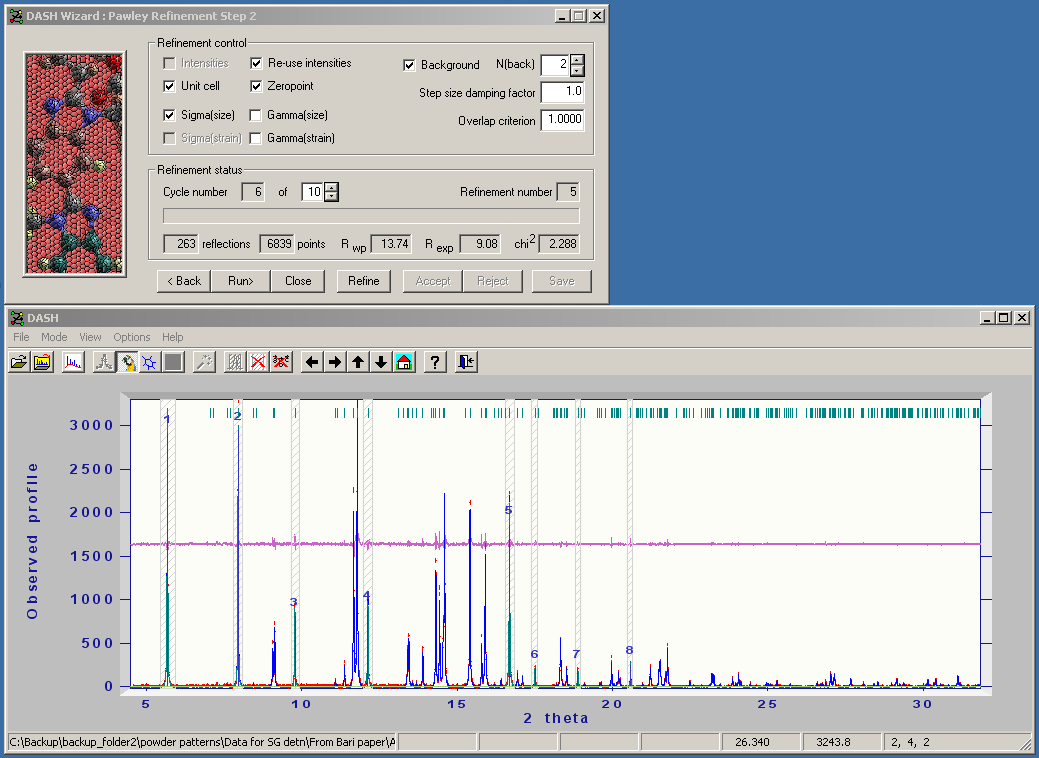 DASH Wizard : Pawley Refinement Step 2
Refinement control
Intensities Re-use intensities Background N(back) 2
Unit cell Zeropoint Step size damping factor 1.0
Sigma(size) Gamma(size) Overlap criterion 1.0000
Sigma(strain) Gamma(strain)
Refinement status
Cycle number 6 of 10 Refinement number 5
263 reflections 6839 points R wp 13.74 R exp 9.08 chi2 2.288
< Back Run> Close Refine Accept Reject Save
DASH
File Mode View Options Help
?
Observed profile
3000
2500
2000
1500
1000
500
0
1 2 3 4 5 6 7 8
5 10 15 20 25 30
2 theta
C:\Backup\backup_folder2\powder patterns\Data for SG detn\From Bari paper\A 26.340 3243.8 2, 4, 2